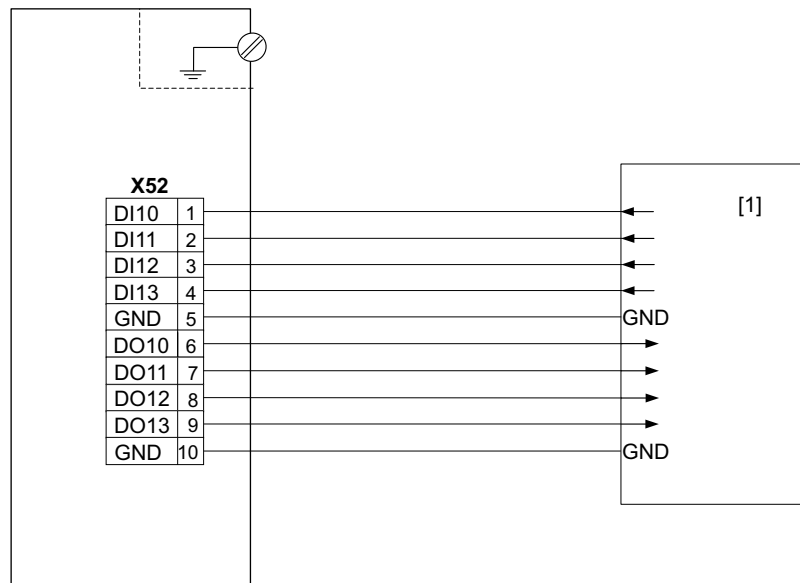 X52
[1]
DI10 1
DI11 2
DI12 3
DI13 4
GND 5 GND
DO10 6
DO11 7
DO12 8
DO13 9
GND 10 GND